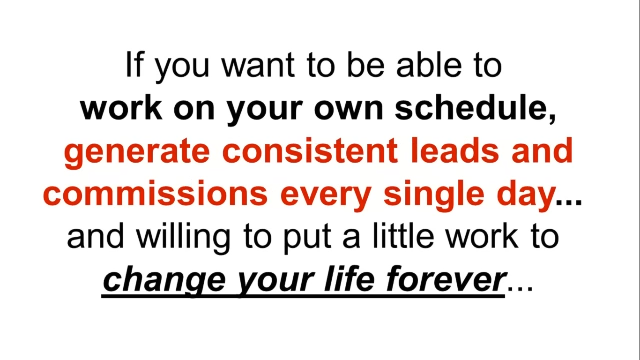 If you want to be able to
work on your own schedule,
generate consistent leads and
commissions every single day...
and willing to put a little work to
change your life forever...